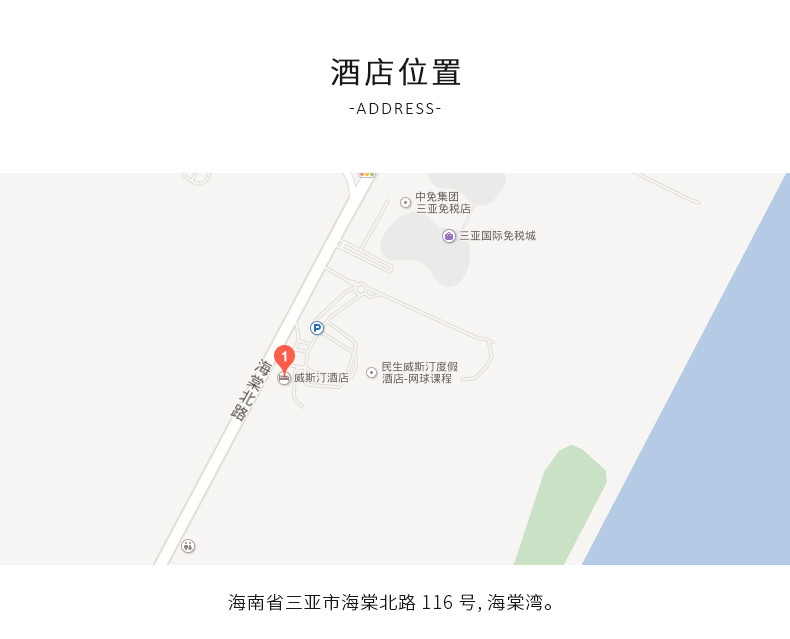 酒店位置
-ADDRESS-
中免集团
三亚免税店
三亚国际免税城
P
1
威斯汀酒店
民生威斯汀度假
酒店-网球课程
海棠北路
海南省三亚市海棠北路 116 号, 海棠湾。